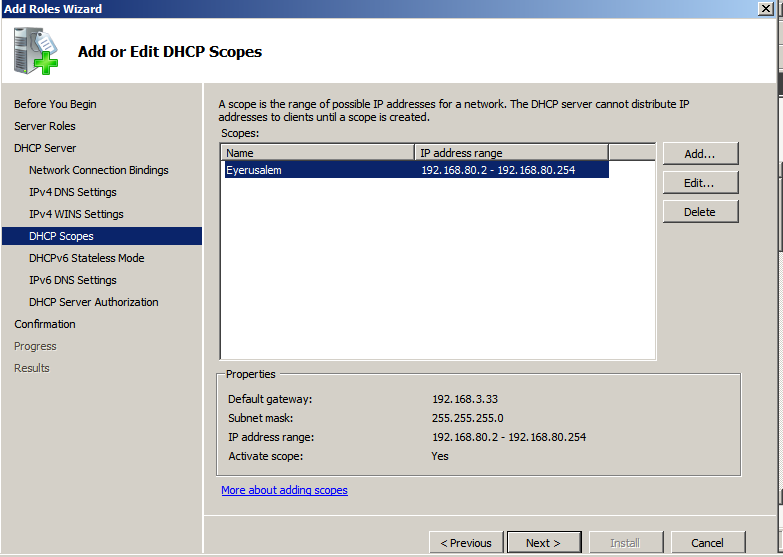 Add Roles Wizard
Add or Edit DHCP Scopes
Before You Begin
Server Roles
DHCP Server
Network Connection Bindings
IPv4 DNS Settings
IPv4 WINS Settings
DHCP Scopes
DHCPv6 Stateless Mode
IPv6 DNS Settings
DHCP Server Authorization
Confirmation
Progress
Results
A scope is the range of possible IP addresses for a network. The DHCP server cannot distribute IP
addresses to clients until a scope is created.
Scopes:
Name IP address range
Eyerusalem 192.168.80.2 - 192.168.80.254
Add...
Edit...
Delete
Properties
Default gateway: 192.168.3.33
Subnet mask: 255.255.255.0
IP address range: 192.168.80.2 - 192.168.80.254
Activate scope: Yes
More about adding scopes
< Previous Next > Install Cancel